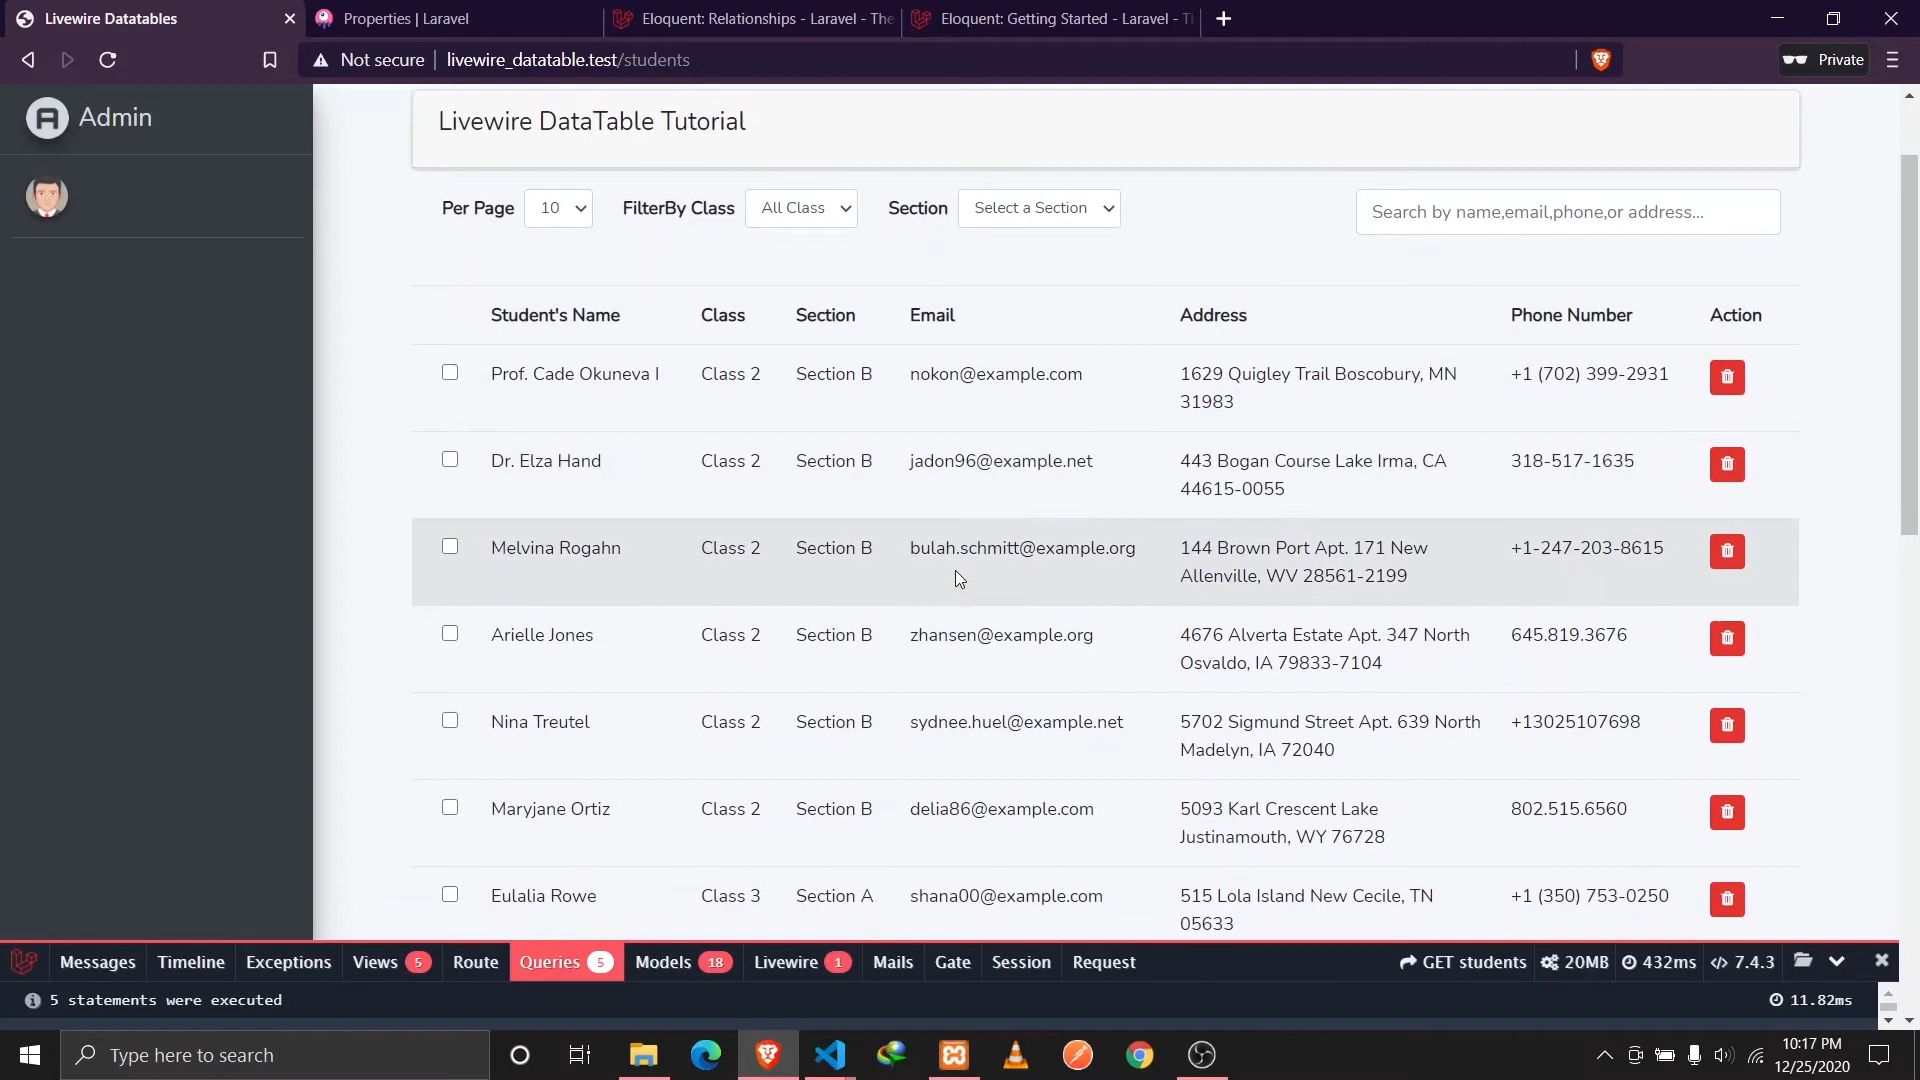 Livewire Datatables
Properties | Laravel
Eloquent: Relationships - Laravel - The
Eloquent: Getting Started - Laravel - Th
Not secure
livewire_datatable.test/students
Private
Admin
Livewire DataTable Tutorial
Per Page 10 FilterBy Class All Class Section Select a Section Search by name,email,phone,or address...
Student's Name Class Section Email Address Phone Number Action
Prof. Cade Okuneva I Class 2 Section B nokon@example.com 1629 Quigley Trail Boscobury, MN +1 (702) 399-2931
31983
Dr. Elza Hand Class 2 Section B jadon96@example.net 443 Bogan Course Lake Irma, CA 318-517-1635
44615-0055
Melvina Rogahn Class 2 Section B bulah.schmitt@example.org 144 Brown Port Apt. 171 New +1-247-203-8615
Allenville, WV 28561-2199
Arielle Jones Class 2 Section B zhansen@example.org 4676 Alverta Estate Apt. 347 North 645.819.3676
Osvaldo, IA 79833-7104
Nina Treutel Class 2 Section B sydnee.huel@example.net 5702 Sigmund Street Apt. 639 North +13025107698
Madelyn, IA 72040
Maryjane Ortiz Class 2 Section B delia86@example.com 5093 Karl Crescent Lake 802.515.6560
Justinamouth, WY 76728
Eulalia Rowe Class 3 Section A shana00@example.com 515 Lola Island New Cecile, TN +1 (350) 753-0250
05633
Messages Timeline Exceptions Views 5 Route Queries 5 Models 18 Livewire 1 Mails Gate Session Request GET students 20MB 432ms 7.4.3
5 statements were executed 11.82ms
Type here to search
10:17 PM
12/25/2020